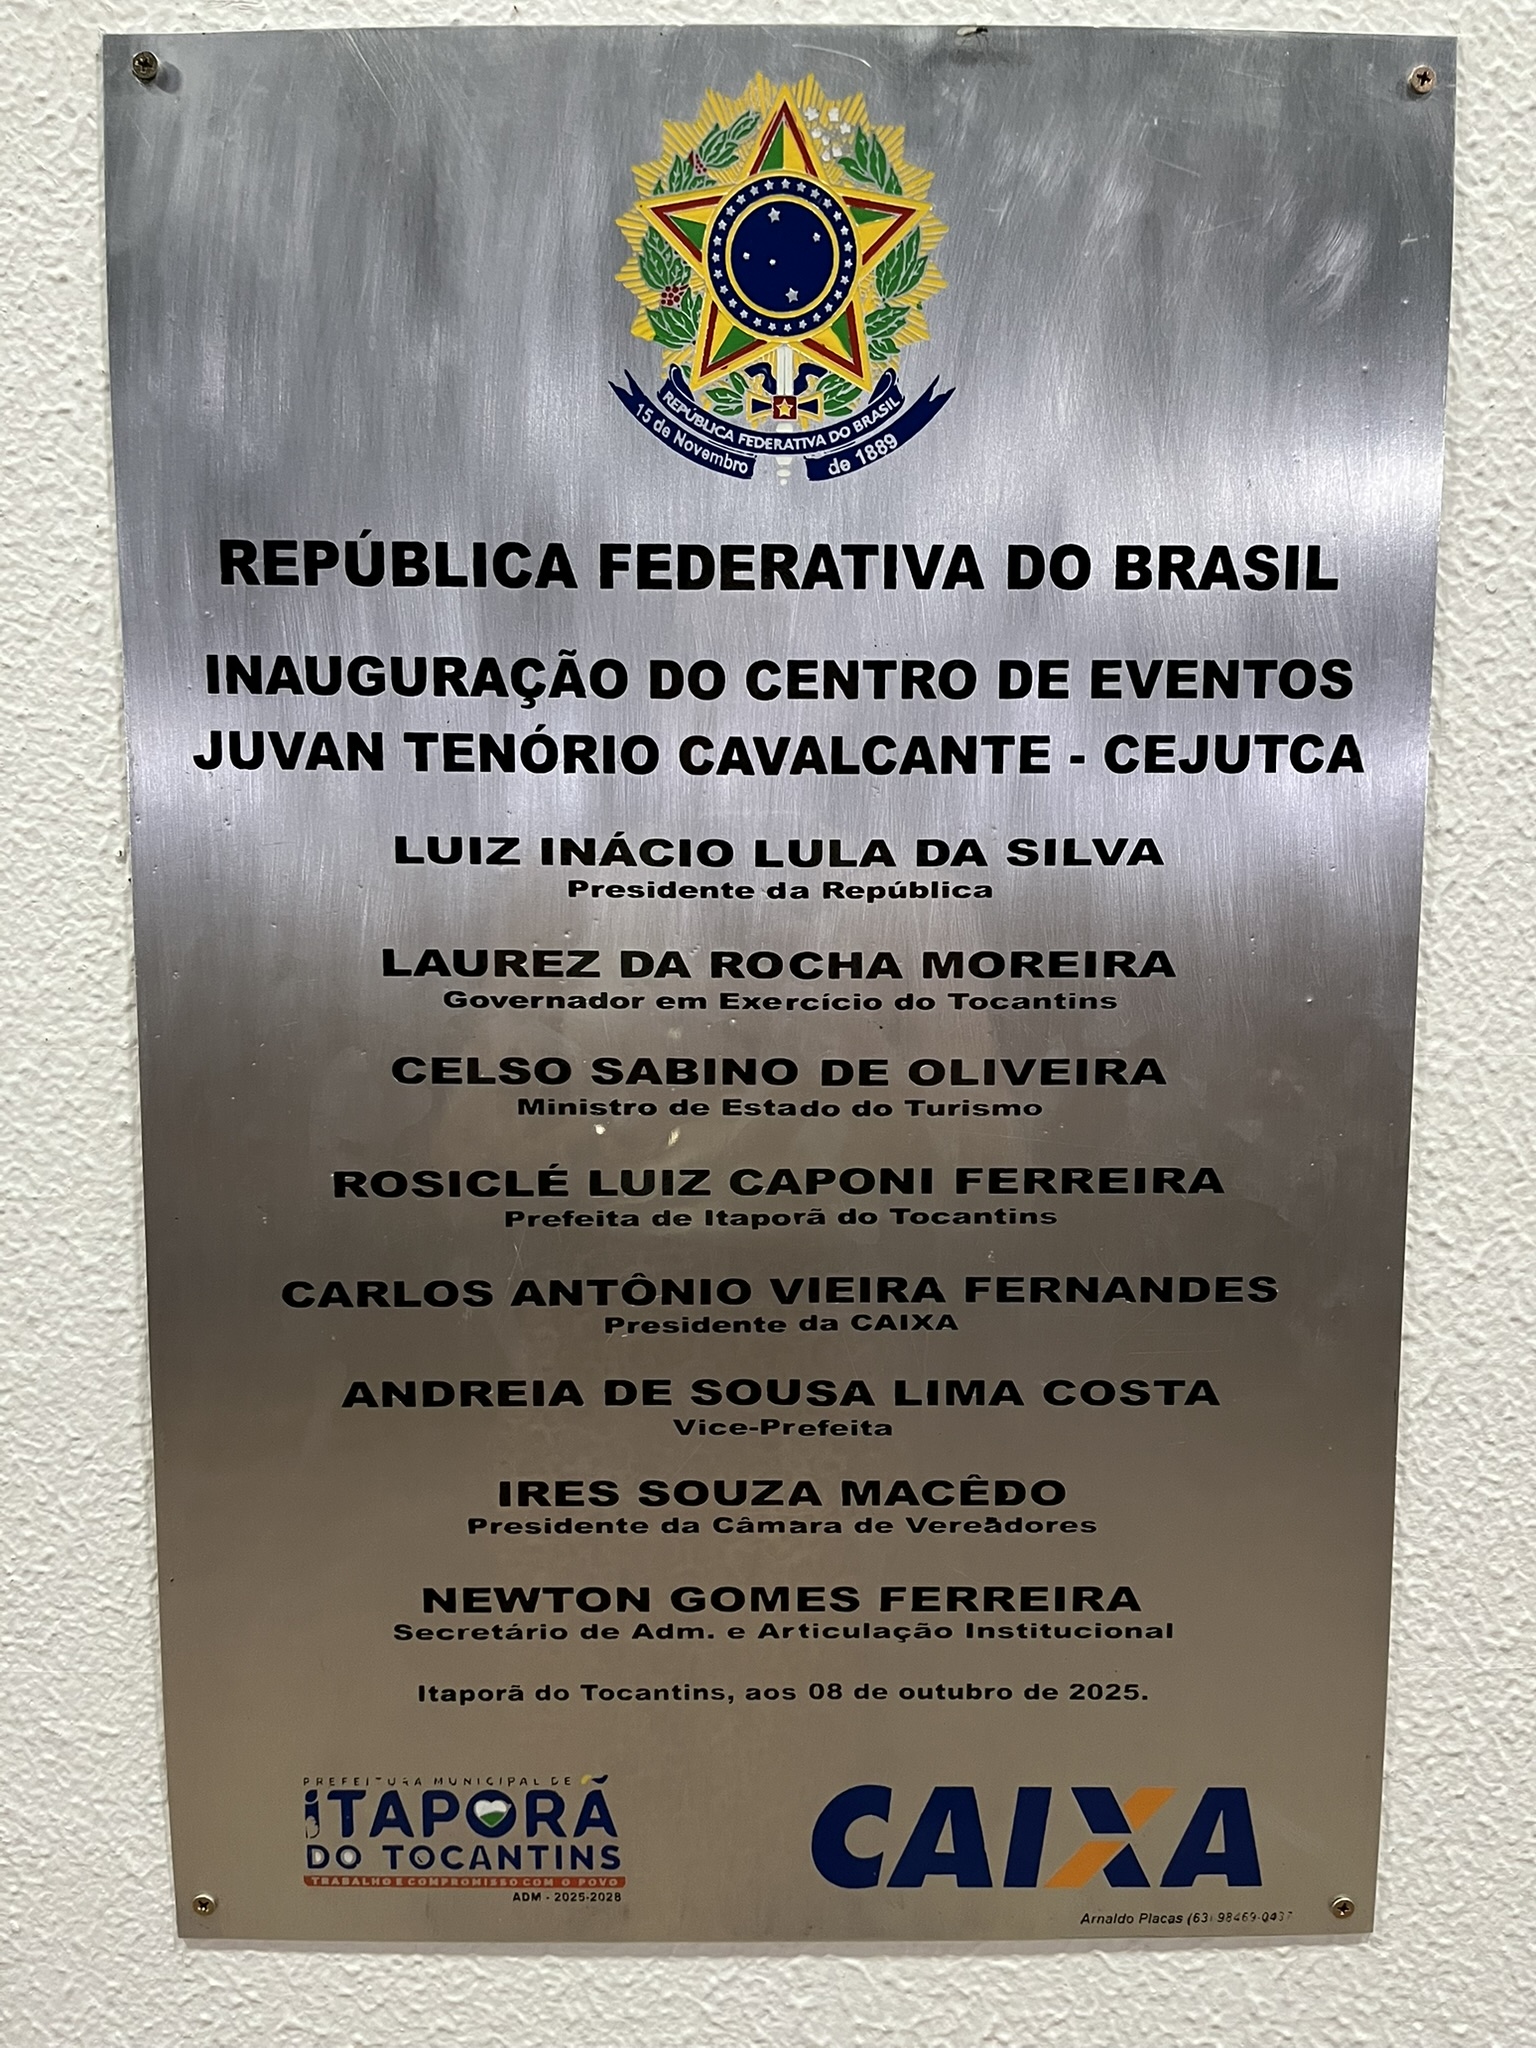 REPÚBLICA FEDERATIVA DO BRASIL
15 de Novembro de 1889
REPÚBLICA FEDERATIVA DO BRASIL
INAUGURAÇÃO DO CENTRO DE EVENTOS
JUVAN TENÓRIO CAVALCANTE - CEJUTCA
LUIZ INÁCIO LULA DA SILVA
Presidente da República
LAUREZ DA ROCHA MOREIRA
Governador em Exercício do Tocantins
CELSO SABINO DE OLIVEIRA
Ministro de Estado do Turismo
ROSICLÉ LUIZ CAPONI FERREIRA
Prefeita de Itaporã do Tocantins
CARLOS ANTÔNIO VIEIRA FERNANDES
Presidente da CAIXA
ANDREIA DE SOUSA LIMA COSTA
Vice-Prefeita
IRES SOUZA MACÊDO
Presidente da Câmara de Vereadores
NEWTON GOMES FERREIRA
Secretário de Adm. e Articulação Institucional
Itaporã do Tocantins, aos 08 de outubro de 2025.
PREFEITURA MUNICIPAL DE
ITAPORÃ
DO TOCANTINS
TRABALHO E COMPROMISSO COM O POVO
ADM - 2025-2028
CAIXA
Arnaldo Placas (63)